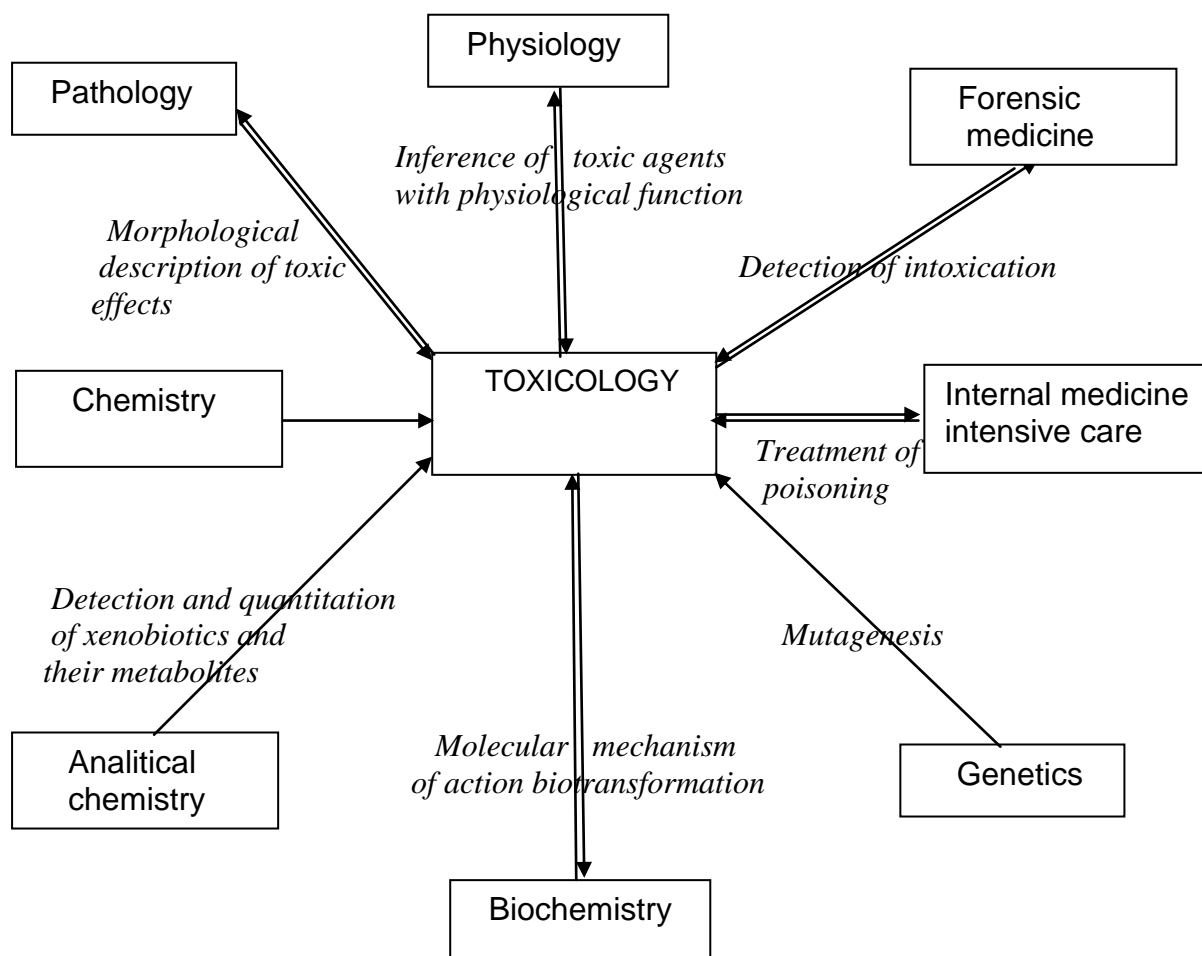 Physiology
Pathology
Forensic
medicine
Inference of toxic agents
with physiological function
Morphological
description of toxic
effects
Detection of intoxication
TOXICOLOGY
Chemistry
Internal medicine
intensive care
Treatment of
poisoning
Detection and quantitation
of xenobiotics and
their metabolites
Mutagenesis
Analitical
chemistry
Molecular mechanism
of action biotransformation
Genetics
Biochemistry